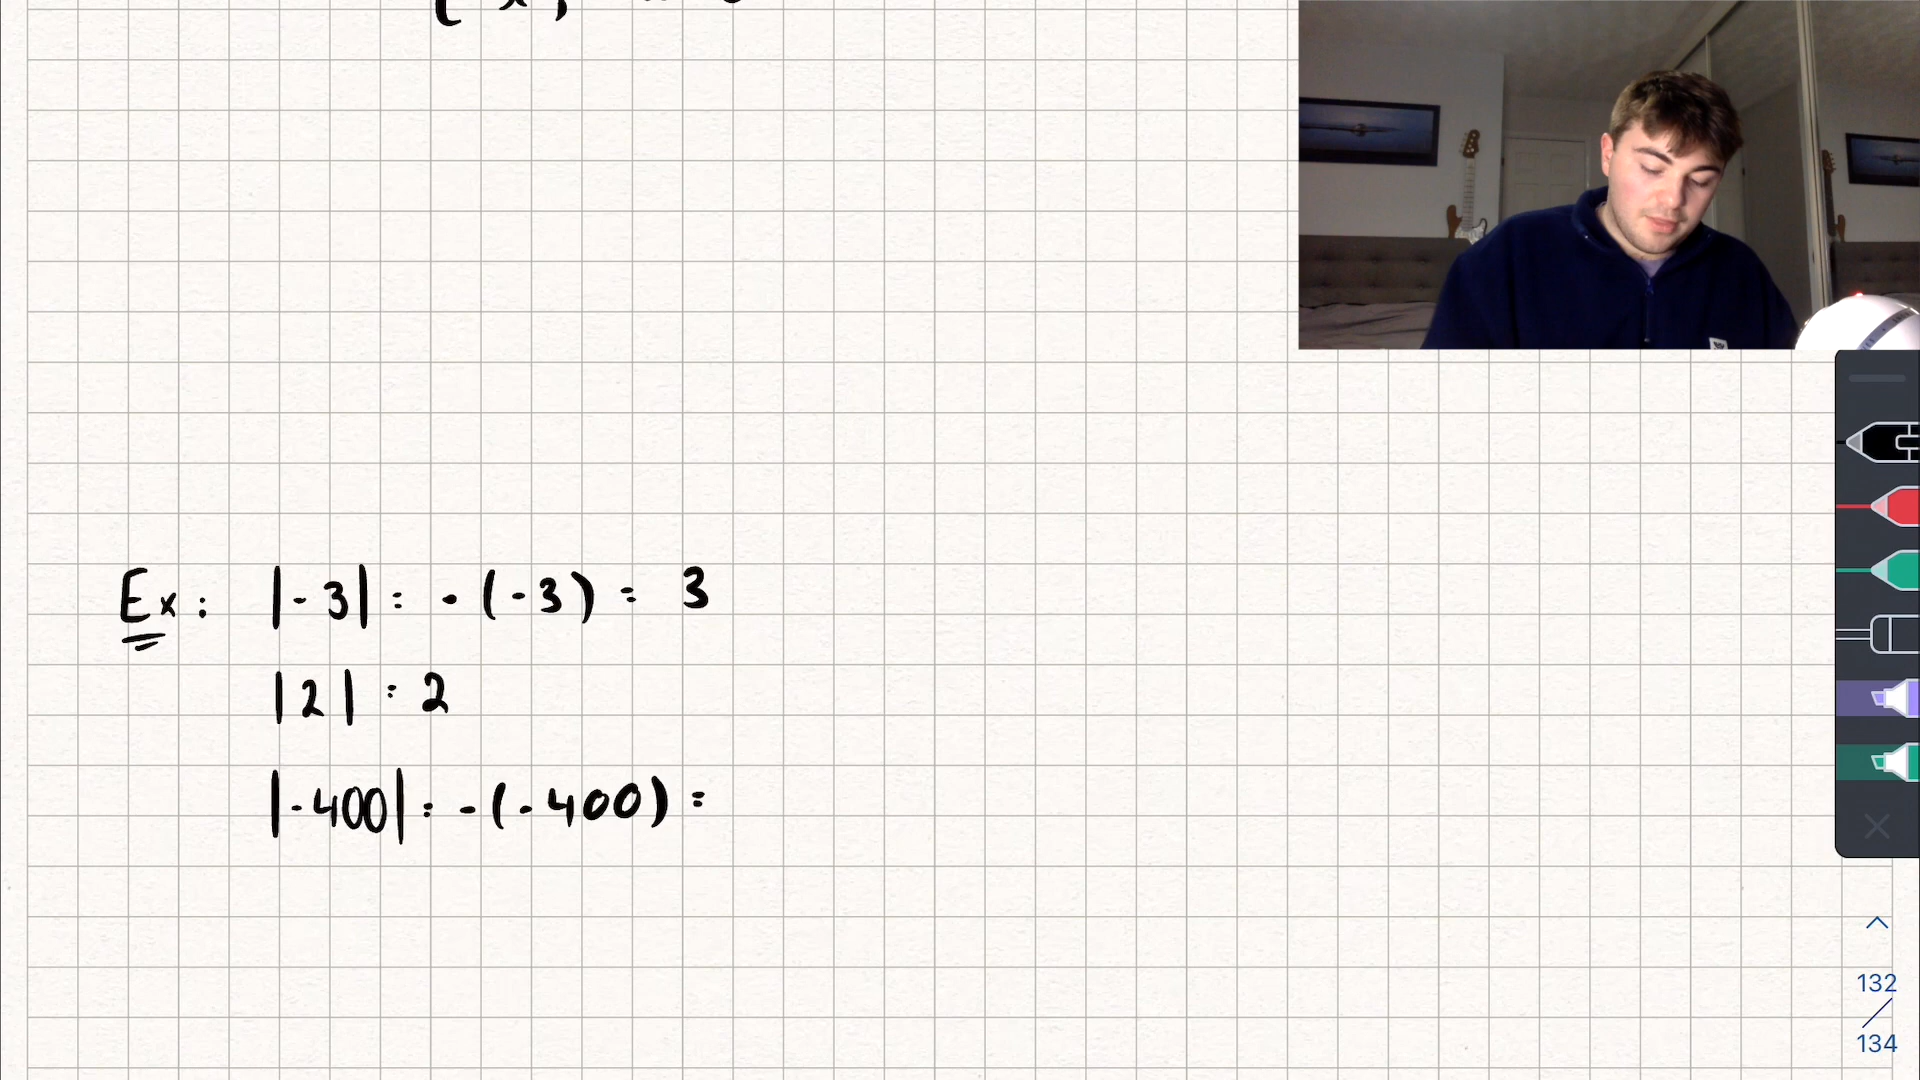 Ex: |-3| = -(-3) = 3
|2| = 2
|-400| = -(-400) =
132
134